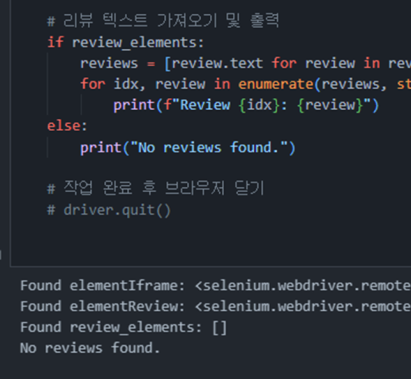 # 리뷰 텍스트 가져오기 및 출력
if review_elements:
reviews = [review.text for review in rev
for idx, review in enumerate(reviews, st
print(f"Review {idx}: {review}")
else:
print("No reviews found.")
# 작업 완료 후 브라우저 닫기
# driver.quit()
Found elementIframe: <selenium.webdriver.remote
Found elementReview: <selenium.webdriver.remote
Found review_elements: []
No reviews found.